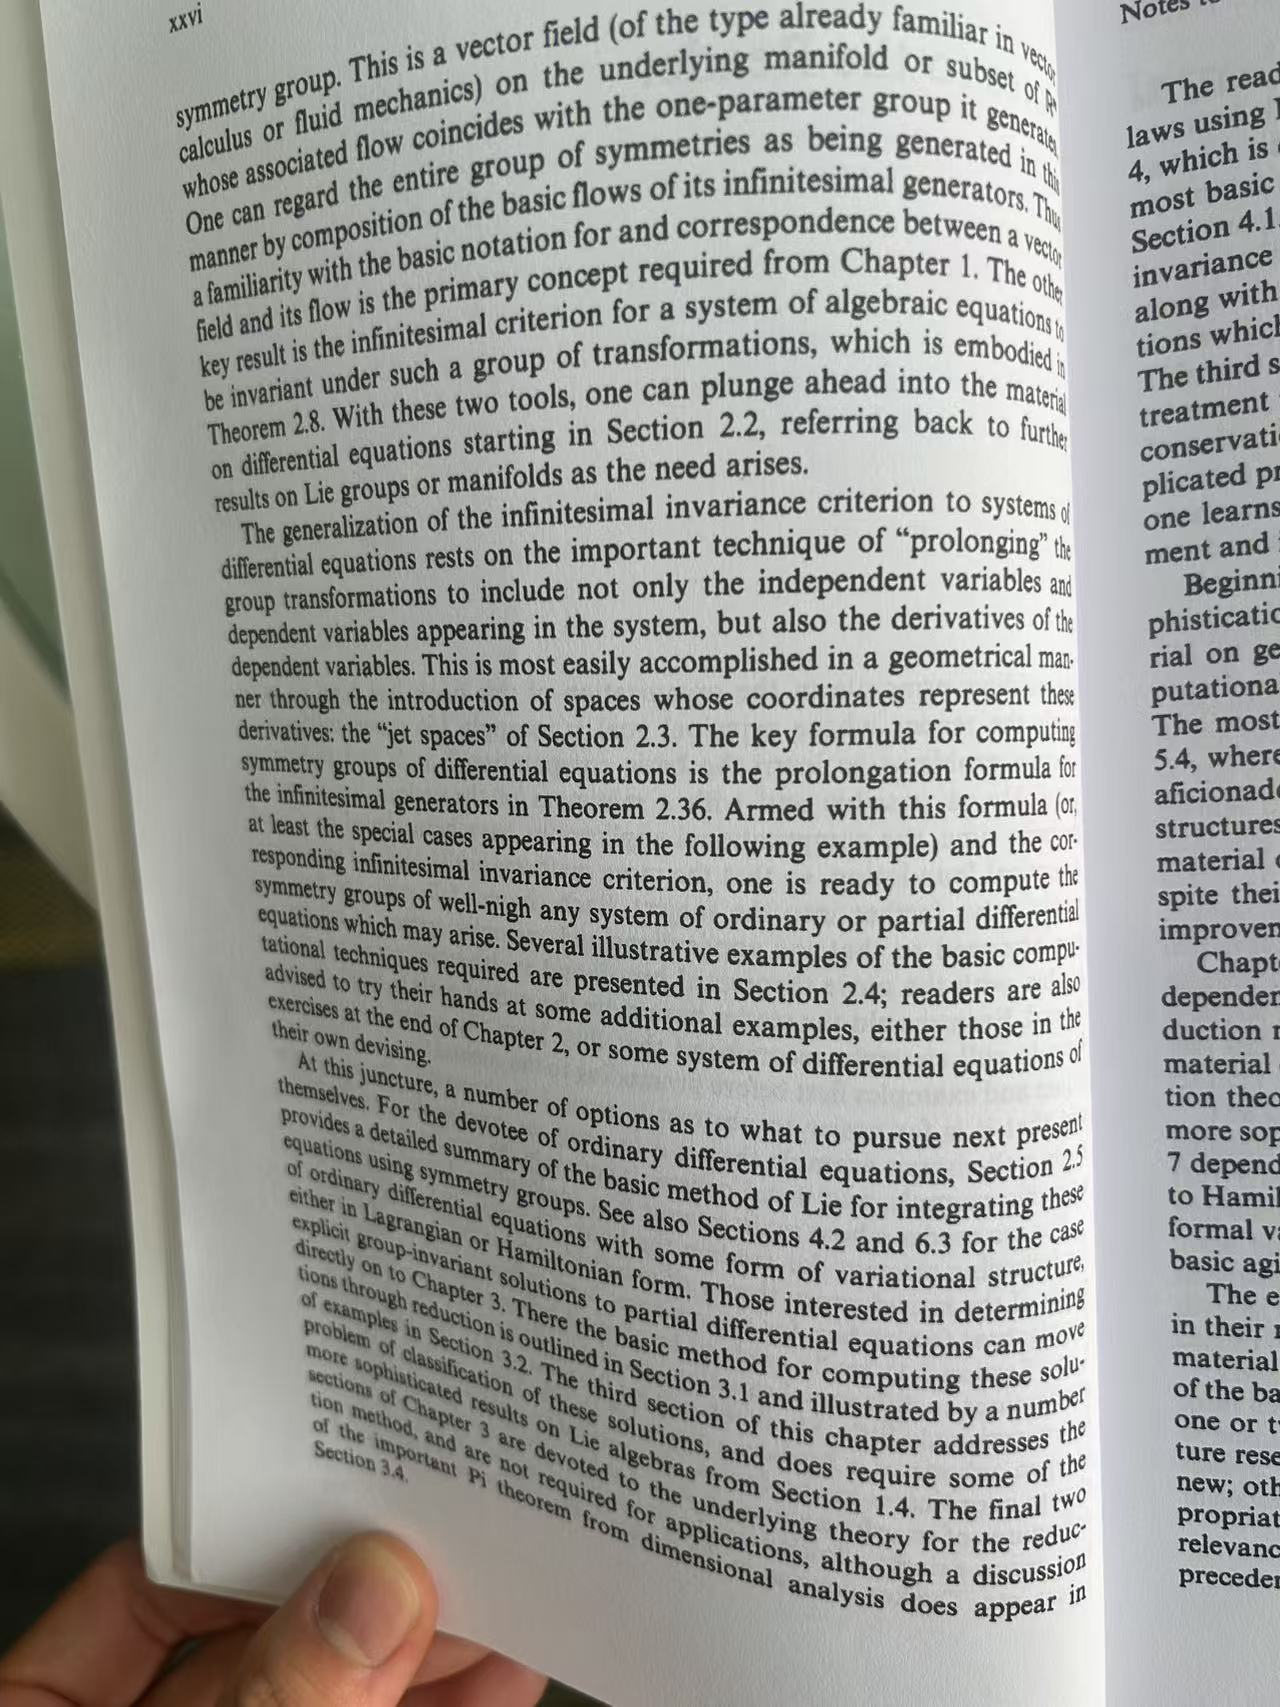 xxvi
symmetry group. This is a vector field (of the type already familiar in vector
calculus or fluid mechanics) on the underlying manifold or subset of
whose associated flow coincides with the one-parameter group it generates.
One can regard the entire group of symmetries as being generated in this
manner by composition of the basic flows of its infinitesimal generators. Thus
a familiarity with the basic notation for and correspondence between a vector
field and its flow is the primary concept required from Chapter 1. The other
key result is the infinitesimal criterion for a system of algebraic equations to
be invariant under such a group of transformations, which is embodied in
Theorem 2.8. With these two tools, one can plunge ahead into the material
on differential equations starting in Section 2.2, referring back to further
results on Lie groups or manifolds as the need arises.
The generalization of the infinitesimal invariance criterion to systems of
differential equations rests on the important technique of “prolonging” the
group transformations to include not only the independent variables and
dependent variables appearing in the system, but also the derivatives of the
dependent variables. This is most easily accomplished in a geometrical man-
ner through the introduction of spaces whose coordinates represent these
derivatives: the “jet spaces” of Section 2.3. The key formula for computing
symmetry groups of differential equations is the prolongation formula for
the infinitesimal generators in Theorem 2.36. Armed with this formula (or,
at least the special cases appearing in the following example) and the cor-
responding infinitesimal invariance criterion, one is ready to compute the
symmetry groups of well-nigh any system of ordinary or partial differential
equations which may arise. Several illustrative examples of the basic compu-
tational techniques required are presented in Section 2.4; readers are also
advised to try their hands at some additional examples, either those in the
exercises at the end of Chapter 2, or some system of differential equations of
their own devising.
At this juncture, a number of options as to what to pursue next present
themselves. For the devotee of ordinary differential equations, Section 2.5
provides a detailed summary of the basic method of Lie for integrating these
equations using symmetry groups. See also Sections 4.2 and 6.3 for the case
of ordinary differential equations with some form of variational structure,
either in Lagrangian or Hamiltonian form. Those interested in determining
explicit group-invariant solutions to partial differential equations can move
directly on to Chapter 3. There the basic method for computing these solu-
tions through reduction is outlined in Section 3.1 and illustrated by a number
of examples in Section 3.2. The third section of this chapter addresses the
problem of classification of these solutions, and does require some of the
more sophisticated results on Lie algebras from Section 1.4. The final two
sections of Chapter 3 are devoted to the underlying theory for the reduc-
tion method, and are not required for applications, although a discussion
of the important Pi theorem from dimensional analysis does appear in
Section 3.4.
Notes
The
laws using
4, which is
most basic
Section 4.1
invariance
along with
tions
The third
treatment
one learns
ment and
rial on
The most
5.4, where
structures
material
spite
duction
material
tion
more
7
to
formal
basic
The
in their
material
of the
one or
ture
new;